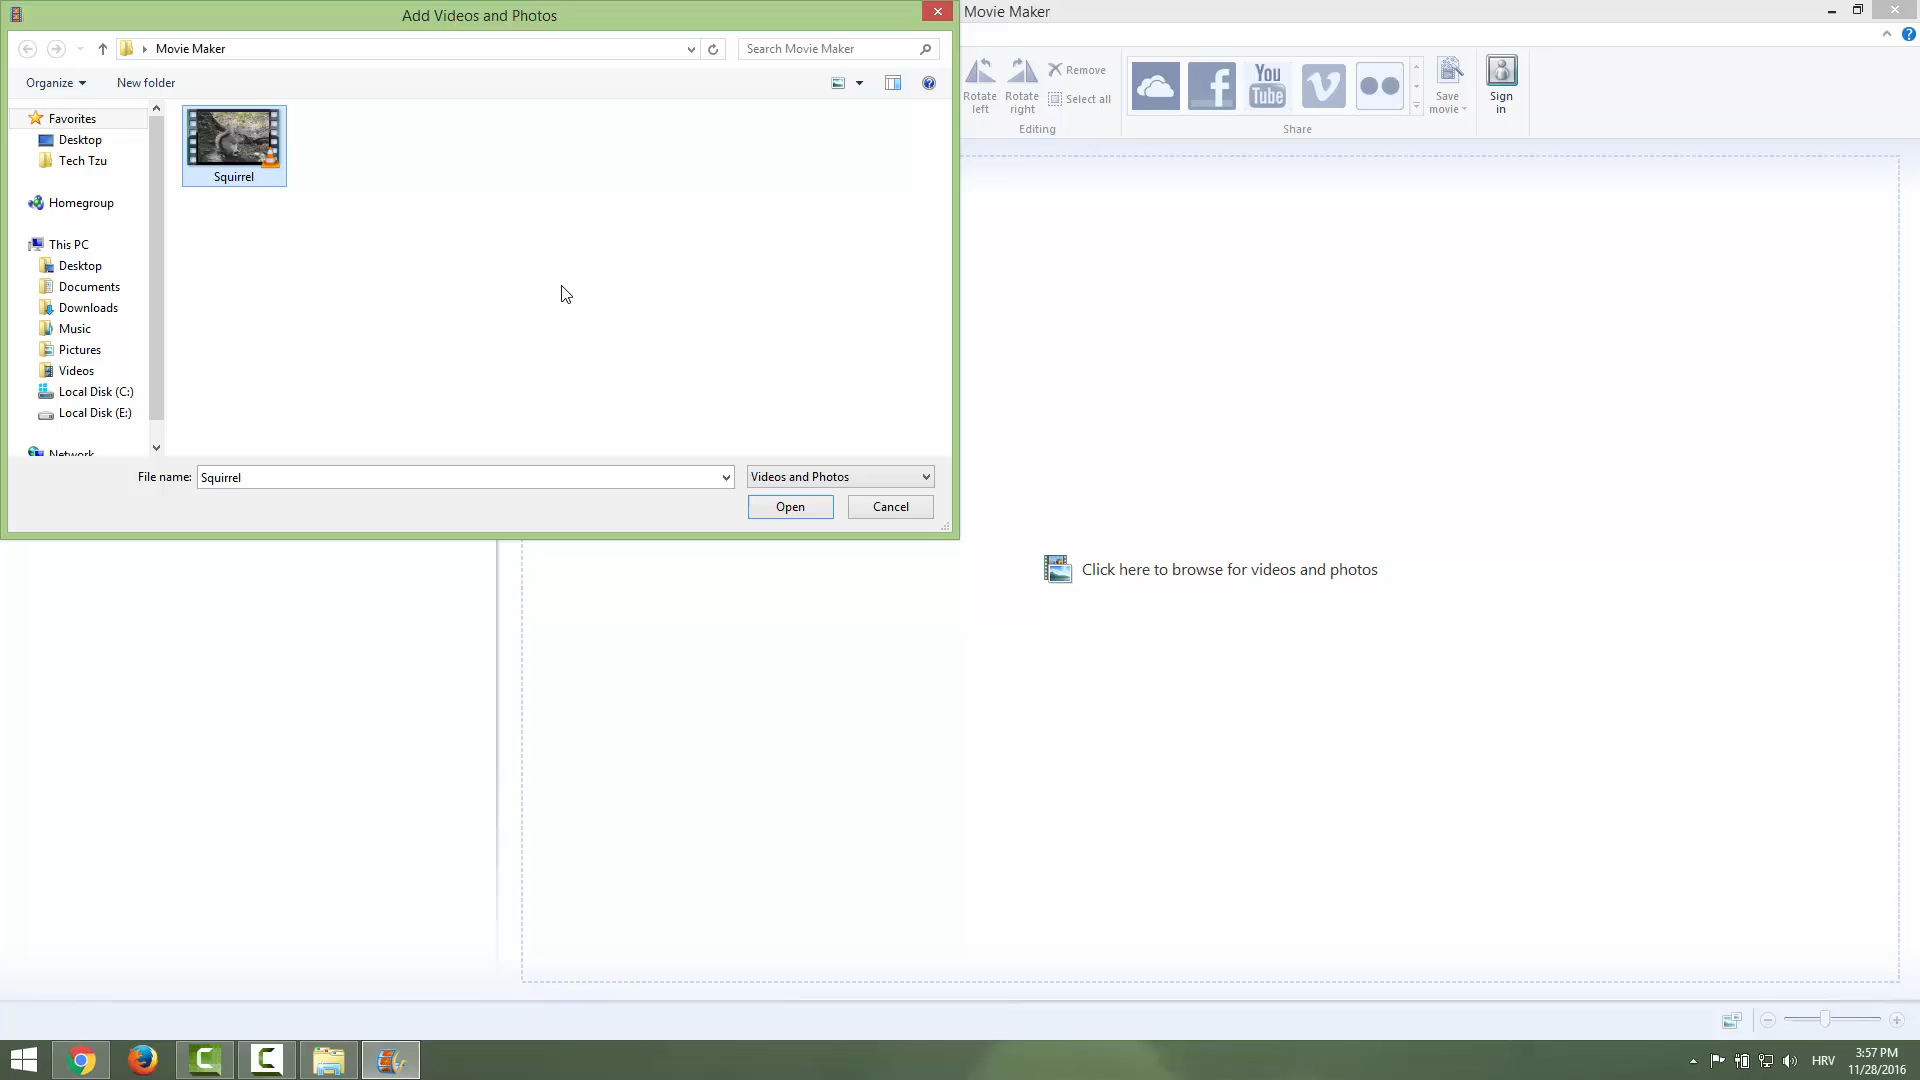 Add Videos and Photos
Movie Maker
Movie Maker
Search Movie Maker
Organize
New folder
Remove
Select all
Rotate left
Rotate right
Editing
You Tube
Share
Save movie
Sign in
Favorites
Desktop
Tech Tzu
Homegroup
This PC
Desktop
Documents
Downloads
Music
Pictures
Videos
Local Disk (C:)
Local Disk (E:)
Network
Squirrel
File name:
Squirrel
Videos and Photos
Open
Cancel
Click here to browse for videos and photos
HRV
3:57 PM
11/28/2016